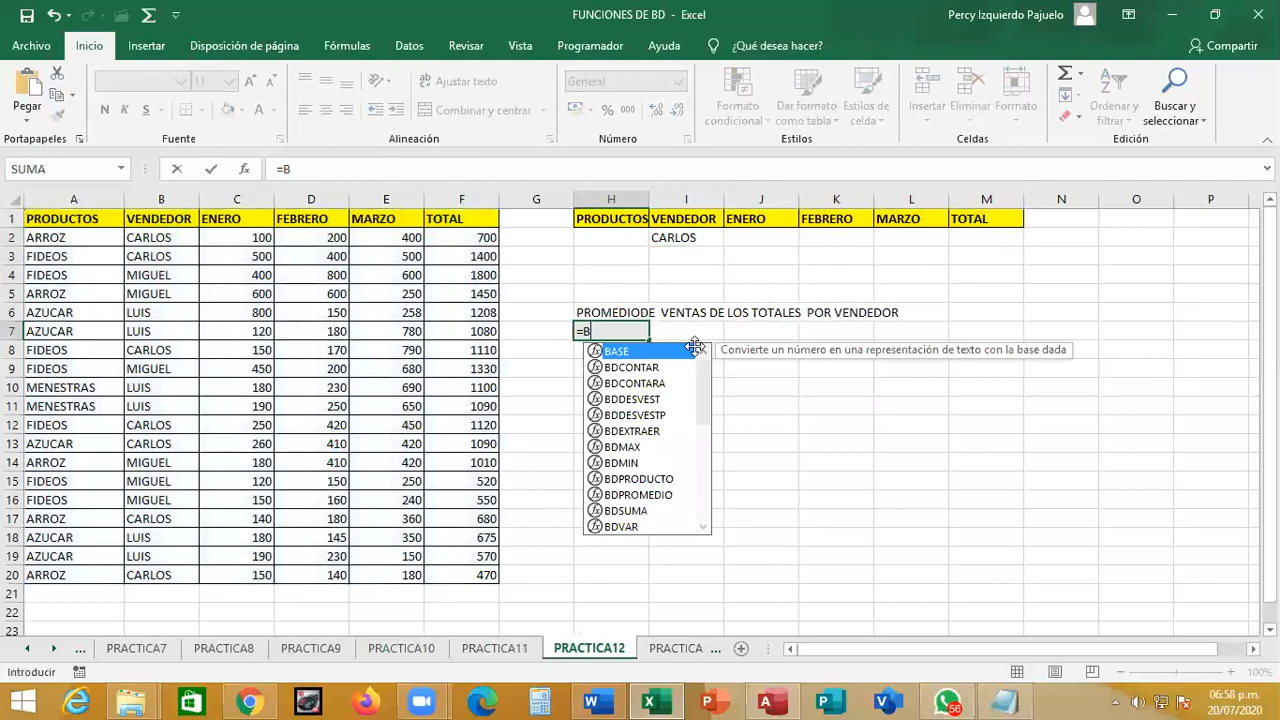 FUNCIONES DE BD - Excel
Percy Izquierdo Pajuelo
Archivo Inicio Insertar Disposición de página Fórmulas Datos Revisar Vista Programador Ayuda ¿Qué desea hacer? Compartir
Pegar
11
N K S
Ajustar texto
Combinar y centrar
General
% 000
Formato condicional
Dar formato como tabla
Estilos de celda
Insertar Eliminar Formato
Ordenar y filtrar
Buscar y seleccionar
Portapapeles Fuente Alineación Número Estilos Celdas Edición
SUMA =B
A B C D E F G H I J K L M N O P
1 PRODUCTOS VENDEDOR ENERO FEBRERO MARZO TOTAL PRODUCTOS VENDEDOR ENERO FEBRERO MARZO TOTAL
2 ARROZ CARLOS 100 200 400 700 CARLOS
3 FIDEOS CARLOS 500 400 500 1400
4 FIDEOS MIGUEL 400 800 600 1800
5 ARROZ MIGUEL 600 600 250 1450
6 AZUCAR LUIS 800 150 258 1208 PROMEDIODE VENTAS DE LOS TOTALES POR VENDEDOR
7 AZUCAR LUIS 120 180 780 1080 =B
8 FIDEOS CARLOS 150 170 790 1110
9 FIDEOS MIGUEL 450 200 680 1330
10 MENESTRAS LUIS 160 250 690 1100
11 MENESTRAS LUIS 190 250 650 1090
12 FIDEOS CARLOS 250 420 450 1120
13 AZUCAR CARLOS 260 410 420 1090
14 ARROZ MIGUEL 180 410 420 1010
15 FIDEOS MIGUEL 120 150 250 520
16 FIDEOS MIGUEL 150 160 240 550
17 ARROZ CARLOS 140 180 360 680
18 AZUCAR LUIS 180 145 350 675
19 AZUCAR LUIS 190 230 150 570
20 ARROZ CARLOS 150 140 180 470
21
22
23
BASE Convierte un número en una representación de texto con la base dada
BDCONTAR
BDCONTARA
BDDESVEST
BDDESVESTP
BDEXTRAER
BDMAX
BDMIN
BDPRODUCTO
BDPROMEDIO
BDSUMA
BDVAR
... PRACTICA7 PRACTICA8 PRACTICA9 PRACTICA10 PRACTICA11 PRACTICA12 PRACTICA ...
Introducir 100%
56
06:58 p.m.
20/07/2020